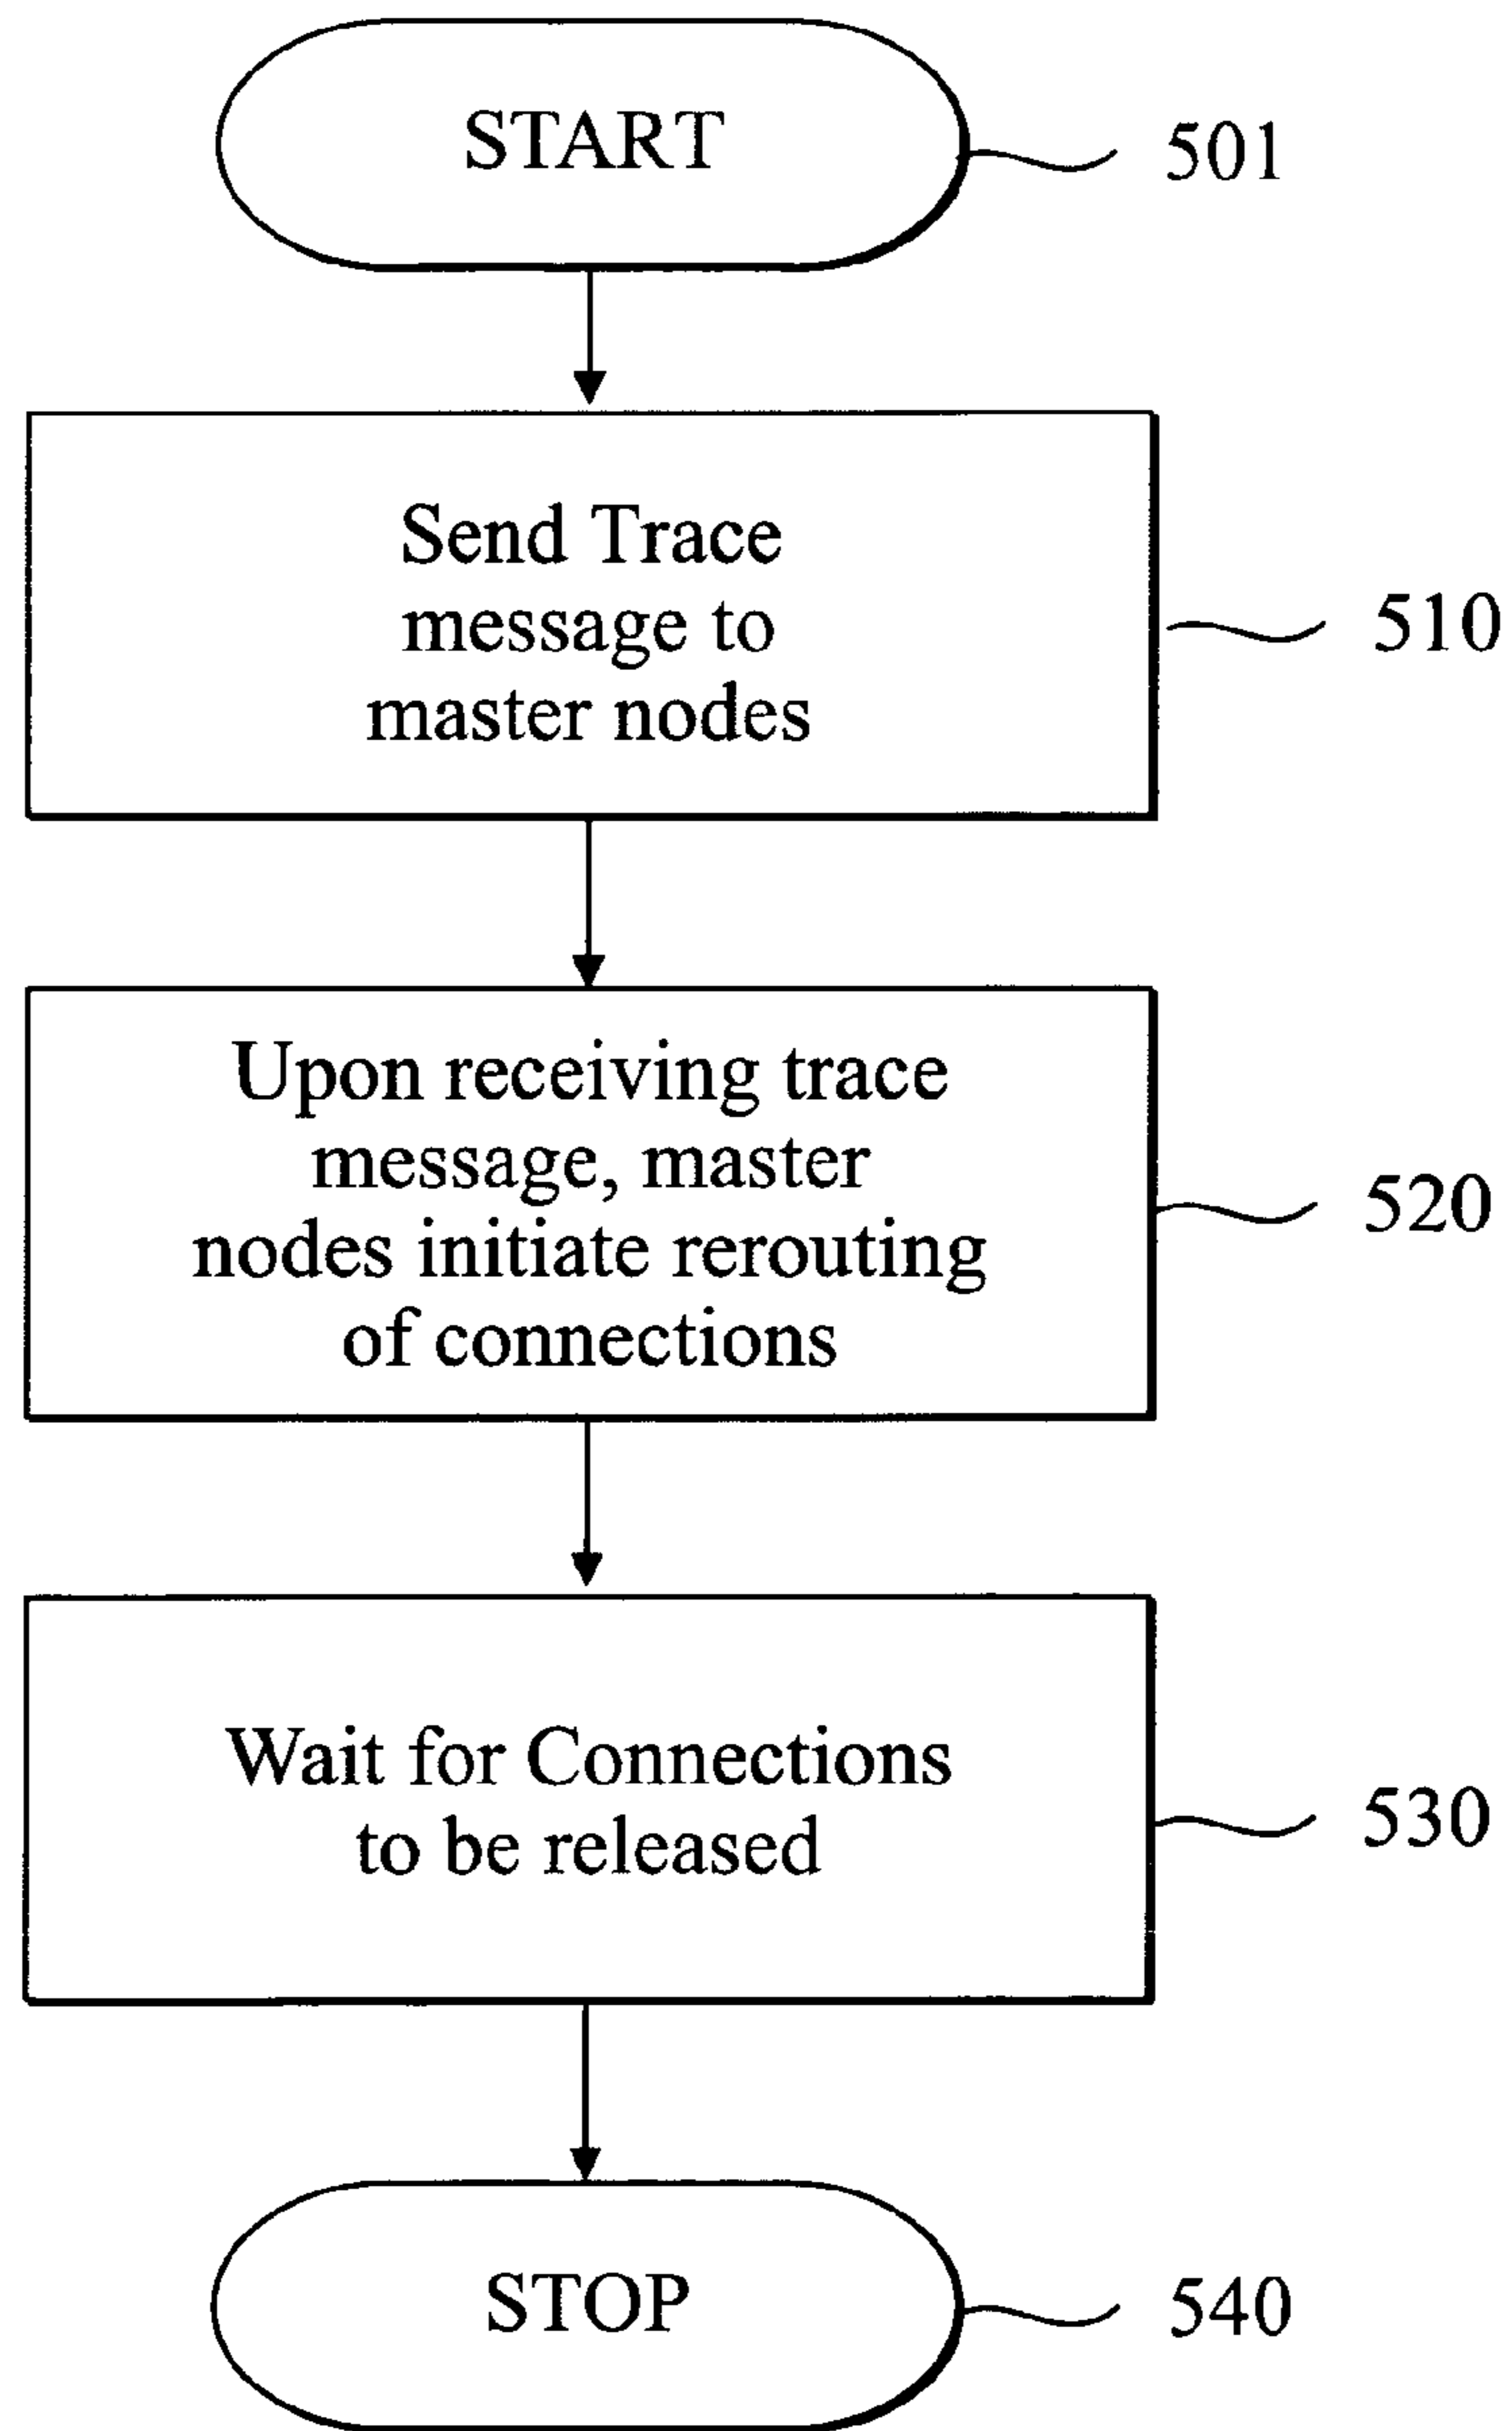 START
501
Send Trace
message to
master nodes
510
Upon receiving trace
message, master
nodes initiate rerouting
of connections
520
Wait for Connections
to be released
530
STOP
540